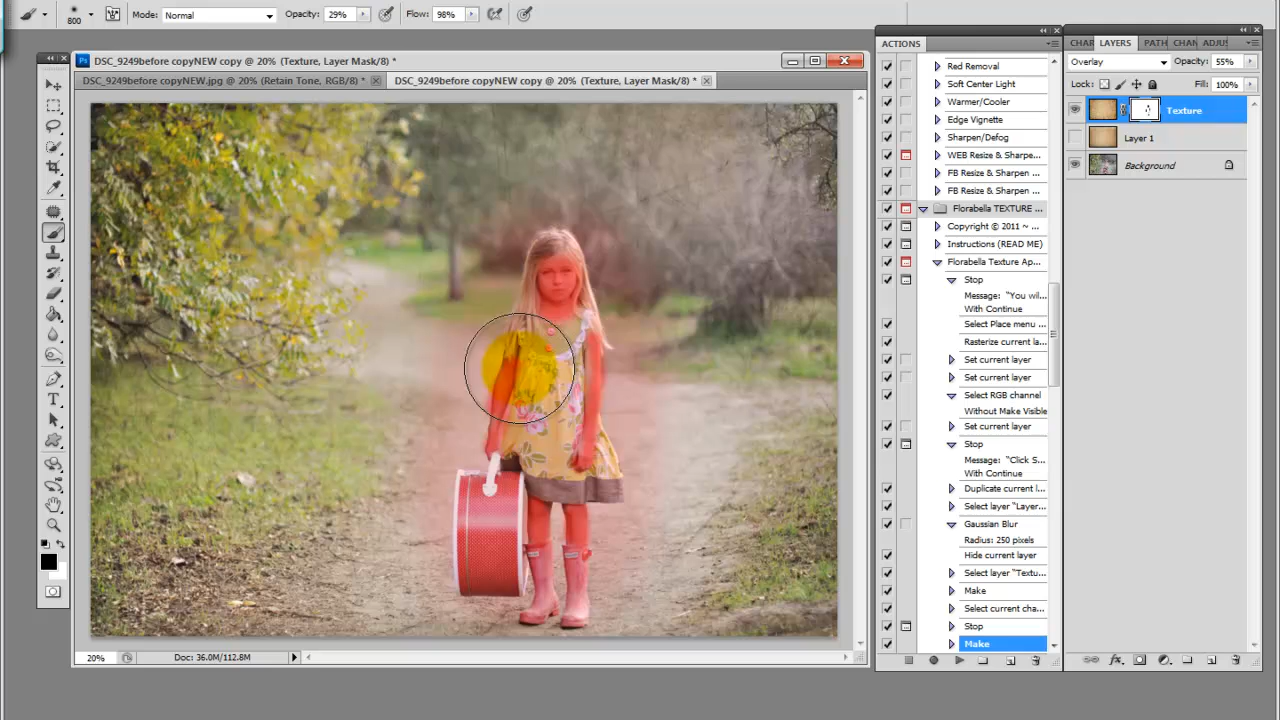 800
Mode: Normal
Opacity: 29%
Flow: 98%
DSC_9249before copyNEW copy @ 20% (Texture, Layer Mask/8) *
DSC_9249before copyNEW.jpg @ 20% (Retain Tone, RGB/8) *
DSC_9249before copyNEW copy @ 20% (Texture, Layer Mask/8) *
20%
Doc: 36.0M/112.8M
ACTIONS
Red Removal
Soft Center Light
Warmer/Cooler
Edge Vignette
Sharpen/Defog
WEB Resize & Sharpe...
FB Resize & Sharpen ...
FB Resize & Sharpen ...
Florabella TEXTURE ...
Copyright © 2011 ~ ...
Instructions (READ ME)
Florabella Texture Ap...
Stop
Message: "You wil...
With Continue
Select Place menu ...
Rasterize current la...
Set current layer
Set current layer
Select RGB channel
Without Make Visible
Set current layer
Stop
Message: "Click S...
With Continue
Duplicate current l...
Select layer "Layer...
Gaussian Blur
Radius: 250 pixels
Hide current layer
Select layer "Textu...
Make
Select current cha...
Stop
Make
CHAR
LAYERS
PATH
CHAN
ADJUS
Overlay
Opacity: 55%
Lock:
Fill: 100%
Texture
Layer 1
Background